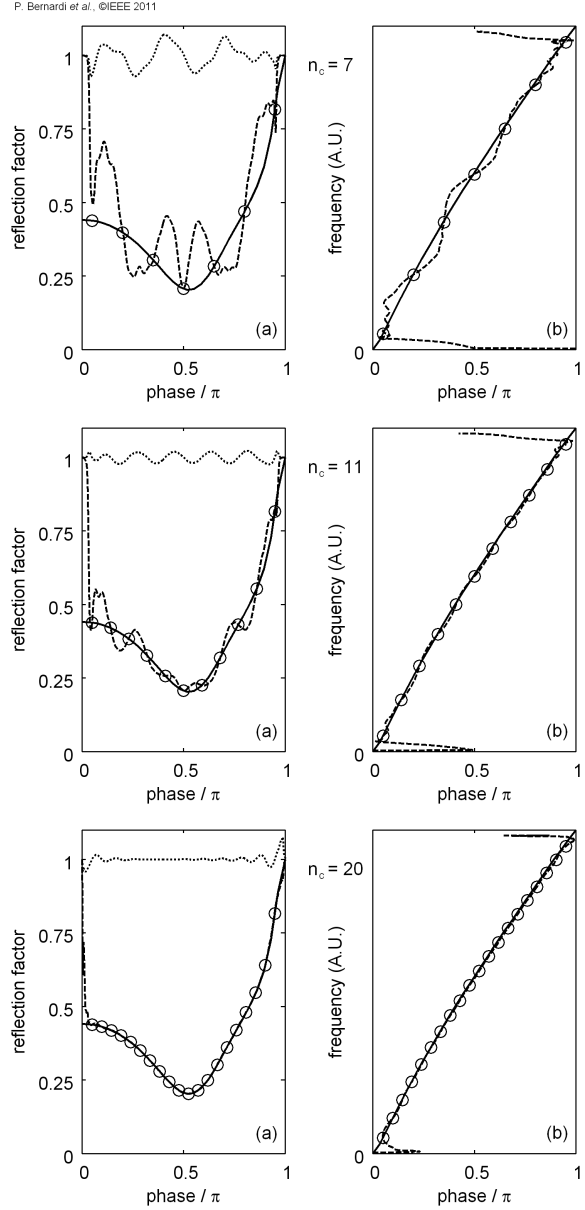 P. Bernardi et al., ©IEEE 2011
1
0.75
0.5
0.25
0
reflection factor
(a)
0
0.5
1
phase / π
n_c = 7
frequency (A.U.)
(b)
0
0
0.5
1
phase / π
1
0.75
0.5
0.25
0
reflection factor
(a)
0
0.5
1
phase / π
n_c = 11
frequency (A.U.)
(b)
0
0
0.5
1
phase / π
1
0.75
0.5
0.25
0
reflection factor
(a)
0
0.5
1
phase / π
n_c = 20
frequency (A.U.)
(b)
0
0
0.5
1
phase / π